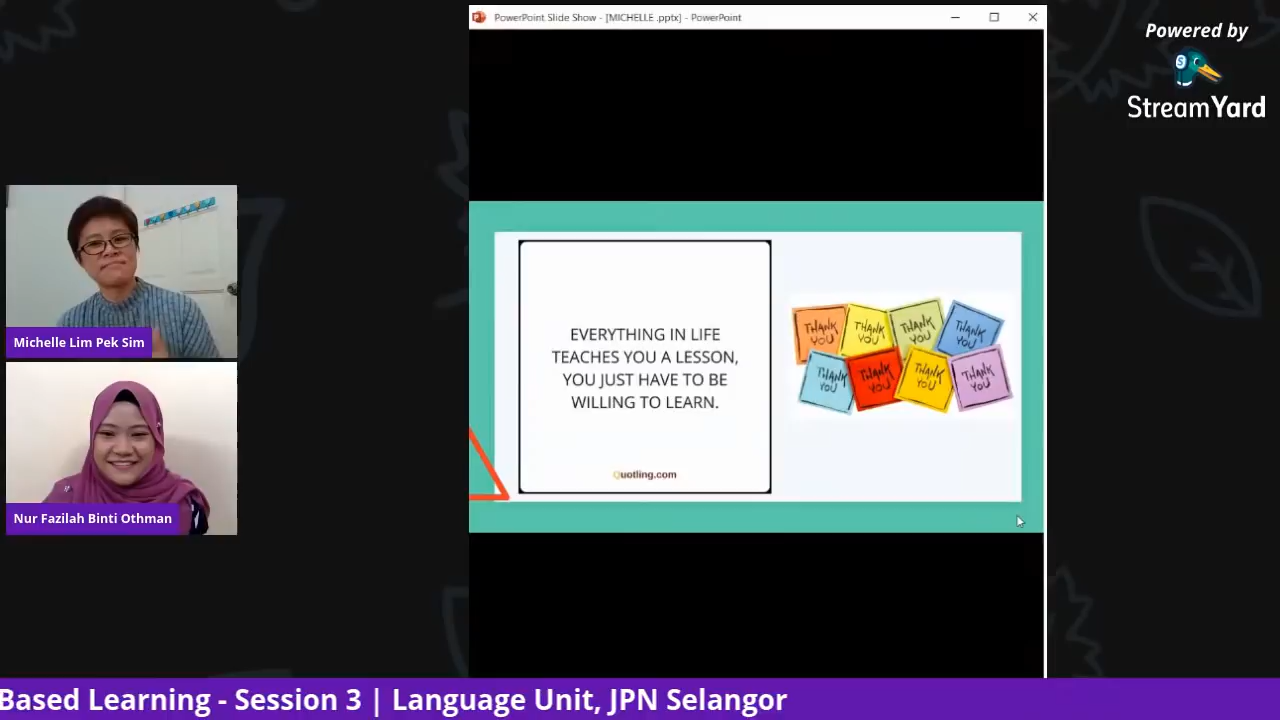 PowerPoint Slide Show - [MICHELLE .pptx] - PowerPoint
Powered by
S
StreamYard
Michelle Lim Pek Sim
Nur Fazilah Binti Othman
EVERYTHING IN LIFE
TEACHES YOU A LESSON,
YOU JUST HAVE TO BE
WILLING TO LEARN.
Quotling.com
THANK YOU
THANK YOU
THANK YOU
THANK YOU
THANK YOU
THANK YOU
THANK YOU
THANK YOU
Based Learning - Session 3 | Language Unit, JPN Selangor